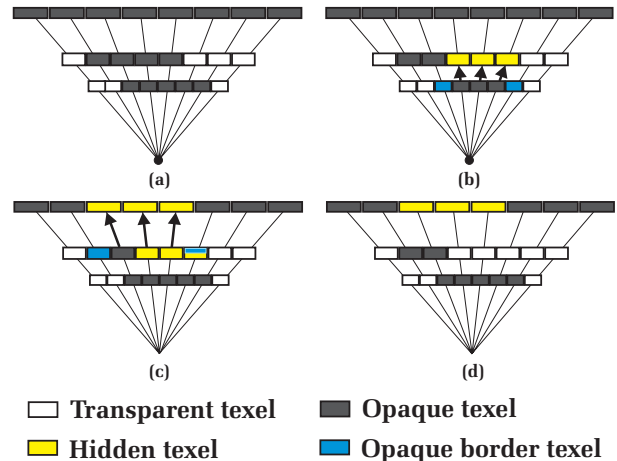 (a)
(b)
(c)
(d)
Transparent texel
Opaque texel
Hidden texel
Opaque border texel